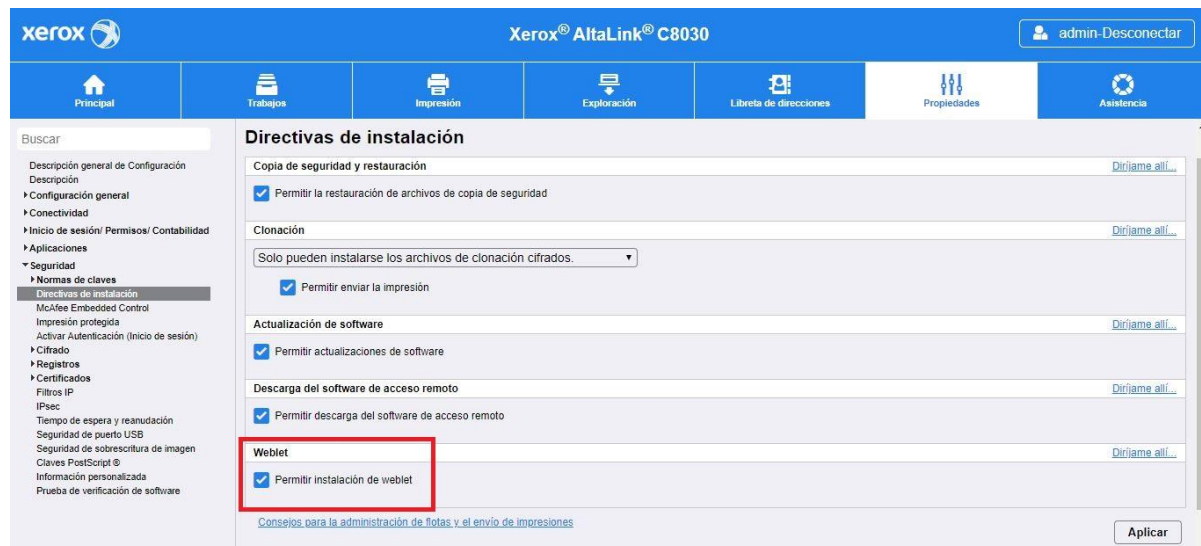 xerox
Xerox® AltaLink® C8030
admin-Desconectar
Principal
Trabajos
Impresión
Exploración
Libreta de direcciones
Propiedades
Asistencia
Buscar
Descripción general de Configuración
Descripción
Configuración general
Conectividad
Inicio de sesión/ Permisos/ Contabilidad
Aplicaciones
Seguridad
Normas de claves
Directivas de instalación
McAfee Embedded Control
Impresión protegida
Activar Autenticación (Inicio de sesión)
Cifrado
Registros
Certificados
Filtros IP
IPsec
Tiempo de espera y reanudación
Seguridad de puerto USB
Seguridad de sobrescritura de imagen
Claves PostScript ®
Información personalizada
Prueba de verificación de software
Directivas de instalación
Copia de seguridad y restauración
Diríjame allí...
Permitir la restauración de archivos de copia de seguridad
Clonación
Diríjame allí...
Solo pueden instalarse los archivos de clonación cifrados.
Permitir enviar la impresión
Actualización de software
Diríjame allí...
Permitir actualizaciones de software
Descarga del software de acceso remoto
Diríjame allí...
Permitir descarga del software de acceso remoto
Weblet
Diríjame allí...
Permitir instalación de weblet
Consejos para la administración de flotas y el envío de impresiones
Aplicar